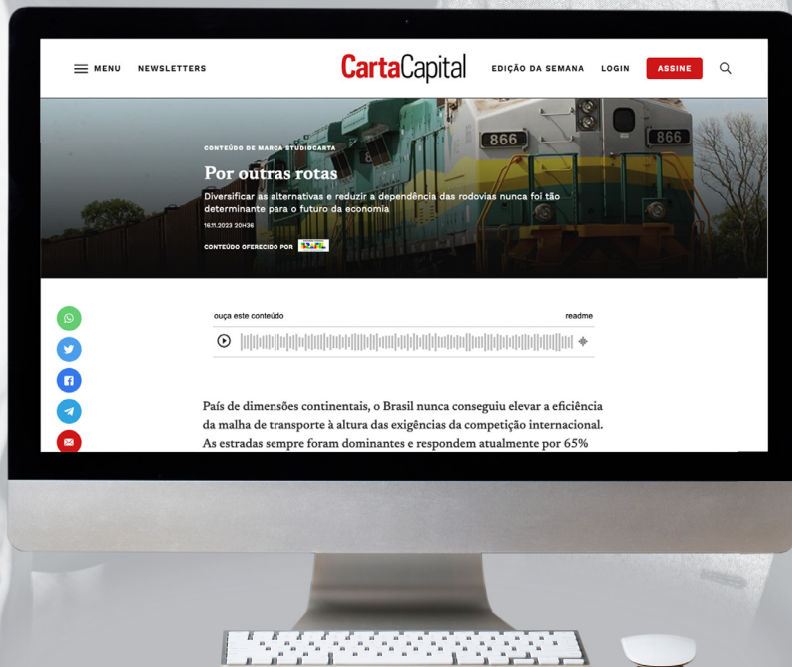 MENU NEWSLETTERS CartaCapital EDIÇÃO DA SEMANA LOGIN ASSINE
866 866
CONTEÚDO DE MARCA STUDIOCARTA
Por outras rotas
Diversificar as alternativas e reduzir a dependência das rodovias nunca foi tão
determinante para o futuro da economia
16.11.2023 20H36
CONTEÚDO OFERECIDO POR BRASIL
ouça este conteúdo readme
País de dimensões continentais, o Brasil nunca conseguiu elevar a eficiência
da malha de transporte à altura das exigências da competição internacional.
As estradas sempre foram dominantes e respondem atualmente por 65%